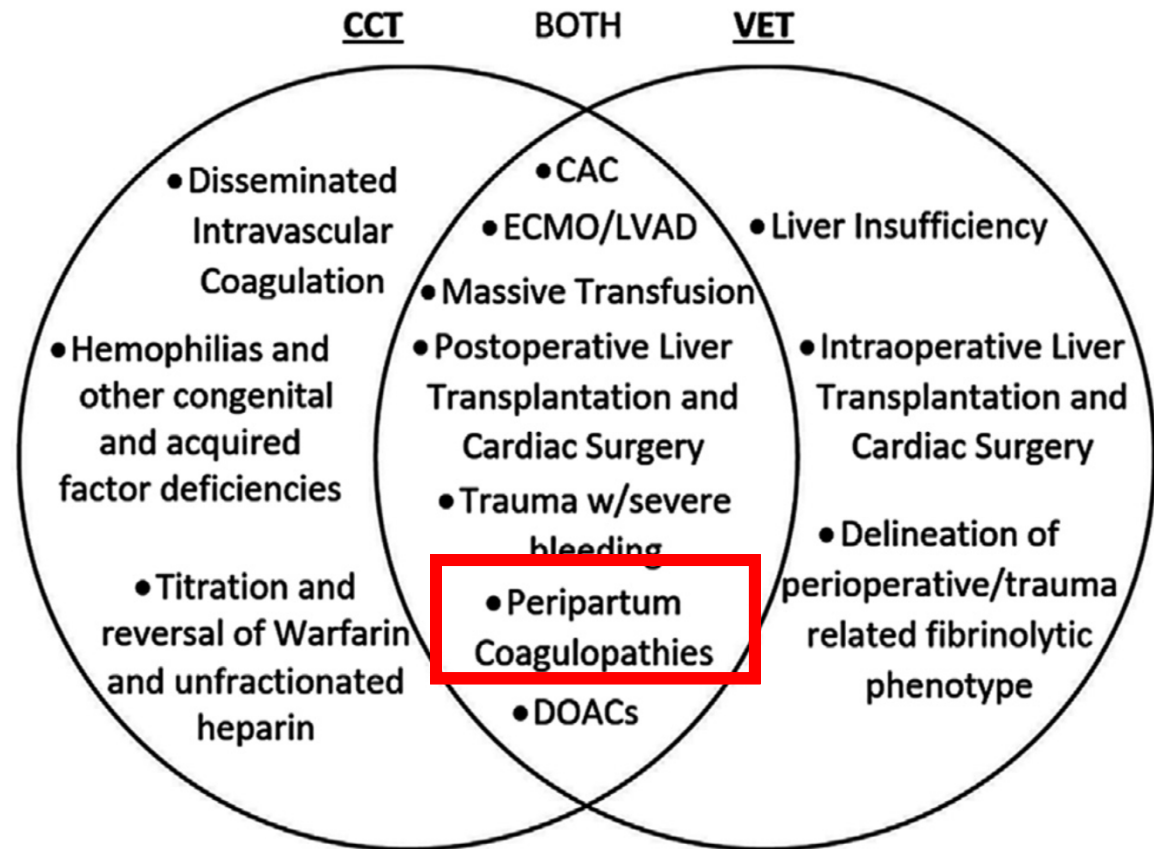 CCT BOTH VET
•Disseminated
Intravascular
Coagulation
•Hemophilias and
other congenital
and acquired
factor deficiencies
•Titration and
reversal of Warfarin
and unfractionated
heparin
•CAC
•ECMO/LVAD
•Massive Transfusion
•Postoperative Liver
Transplantation and
Cardiac Surgery
•Trauma w/severe
bleeding
•Peripartum
Coagulopathies
•DOACs
•Liver Insufficiency
•Intraoperative Liver
Transplantation and
Cardiac Surgery
•Delineation of
perioperative/trauma
related fibrinolytic
phenotype